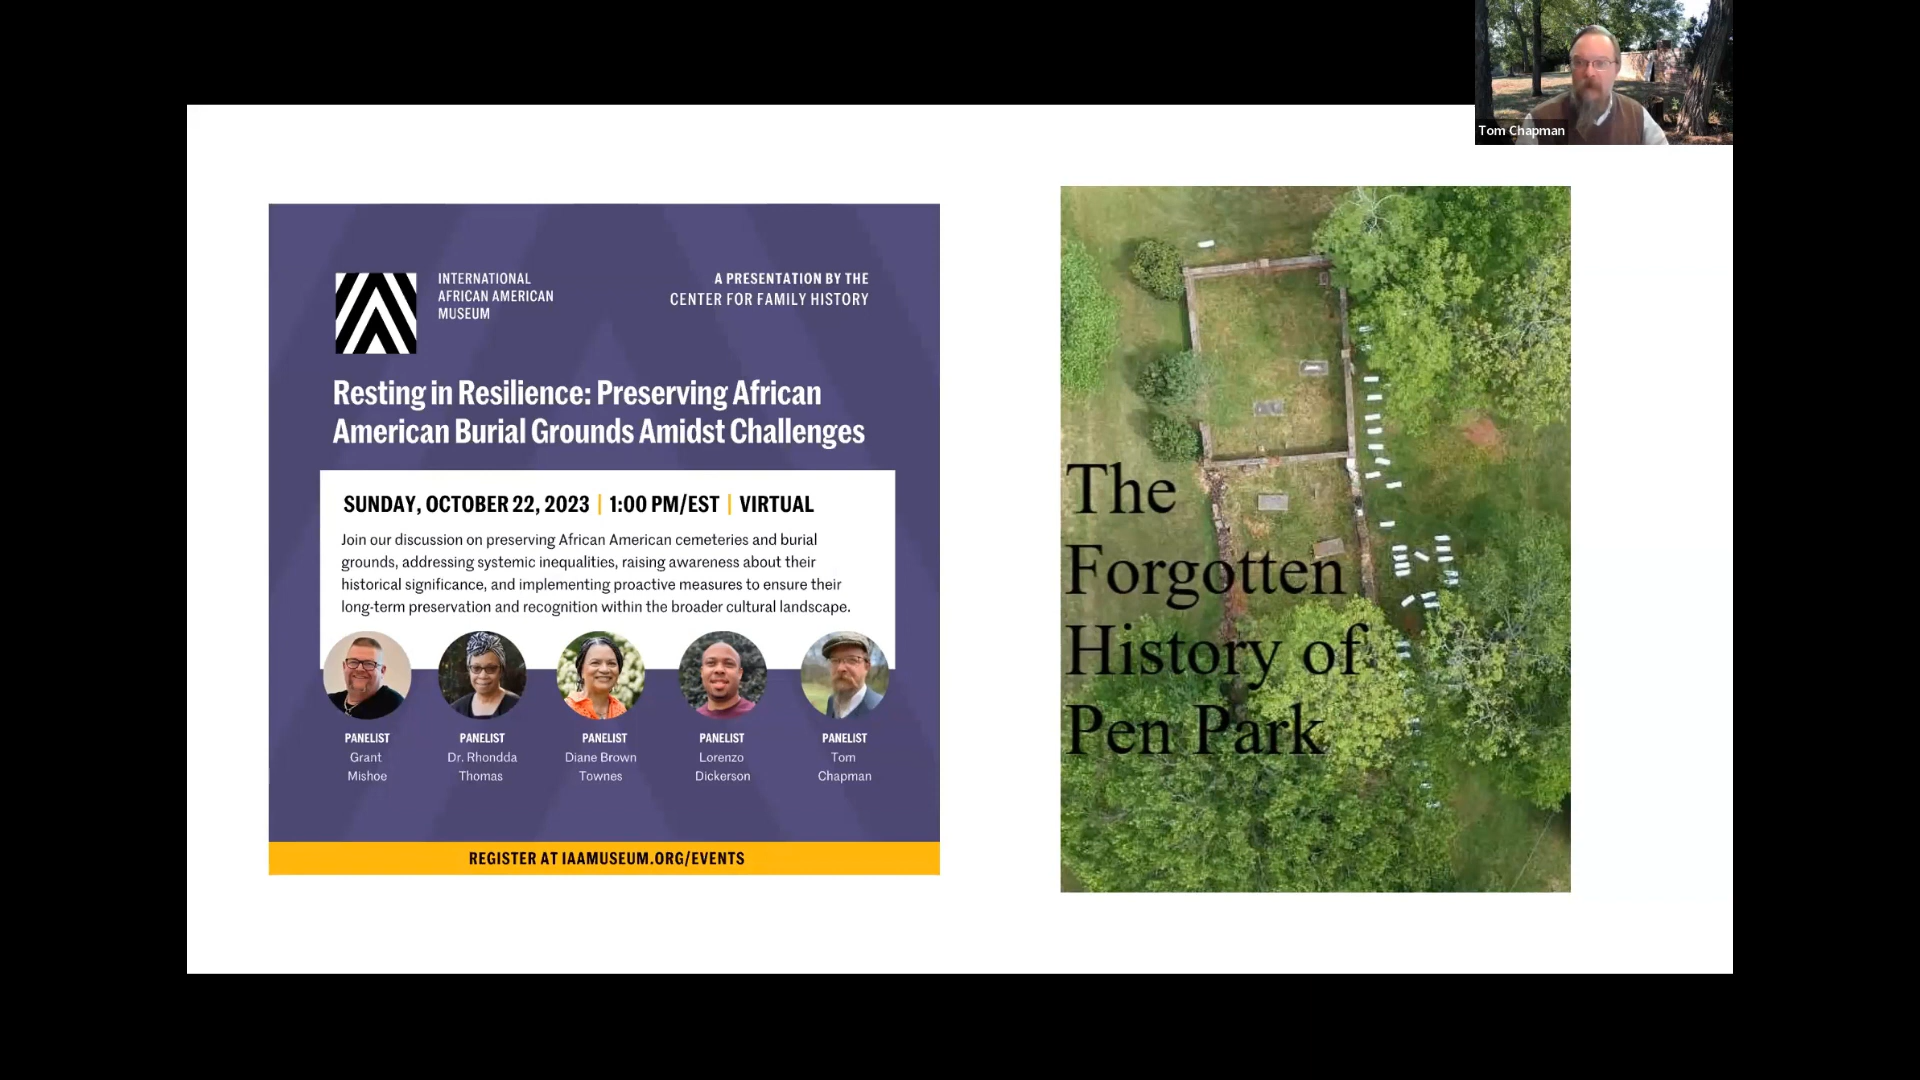 Tom Chapman
INTERNATIONAL
AFRICAN AMERICAN
MUSEUM
A PRESENTATION BY THE
CENTER FOR FAMILY HISTORY
Resting in Resilience: Preserving African
American Burial Grounds Amidst Challenges
SUNDAY, OCTOBER 22, 2023 | 1:00 PM/EST | VIRTUAL
Join our discussion on preserving African American cemeteries and burial
grounds, addressing systemic inequalities, raising awareness about their
historical significance, and implementing proactive measures to ensure their
long-term preservation and recognition within the broader cultural landscape.
PANELIST
Grant
Mishoe
PANELIST
Dr. Rhondda
Thomas
PANELIST
Diane Brown
Townes
PANELIST
Lorenzo
Dickerson
PANELIST
Tom
Chapman
REGISTER AT IAAMUSEUM.ORG/EVENTS
The
Forgotten
History of
Pen Park